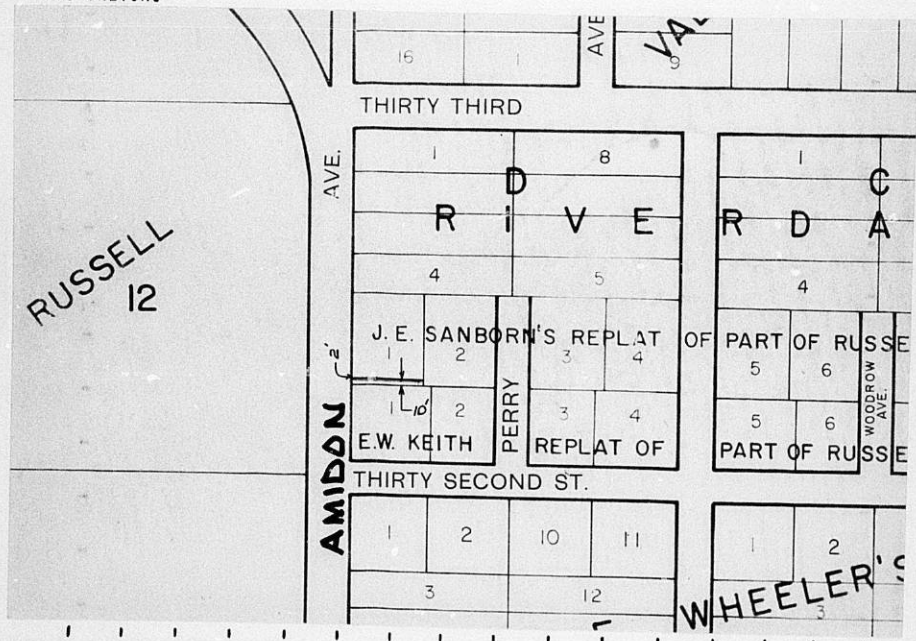 AVE
VAL
16
1
9
THIRTY THIRD
AVE.
1
8
1
D
C
R I V E R D A
RUSSELL
12
4
5
4
J. E. SANBORN'S REPLAT OF PART OF RUSSE
1
2
3
4
5
6
2'
10'
PERRY
WOODROW
AVE.
1
2
3
4
5
6
E.W. KEITH REPLAT OF PART OF RUSSE
AMIDON
THIRTY SECOND ST.
1
2
10
11
1
2
3
12
3
WHEELER'S